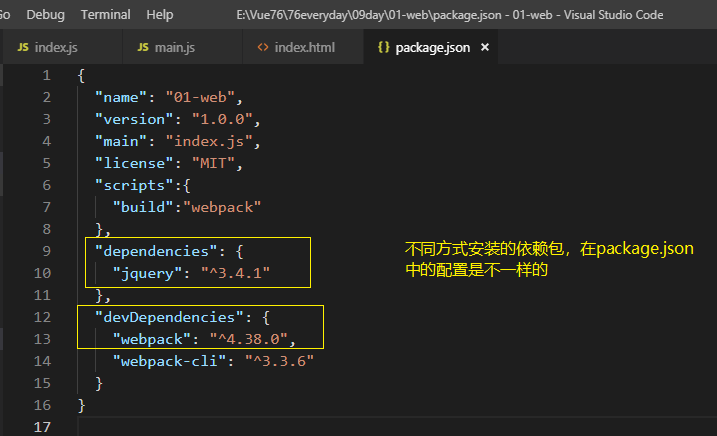 Go Debug Terminal Help E:\Vue76\76everyday\09day\01-web\package.json - 01-web - Visual Studio Code
JS index.js JS main.js <> index.html {} package.json ×
1 {
2 "name": "01-web",
3 "version": "1.0.0",
4 "main": "index.js",
5 "license": "MIT",
6 "scripts":{
7 "build":"webpack"
8 },
9 "dependencies": {
10 "jquery": "^3.4.1"
11 },
12 "devDependencies": {
13 "webpack": "^4.38.0",
14 "webpack-cli": "^3.3.6"
15 }
16 }
17
不同方式安装的依赖包，在package.json
中的配置是不一样的